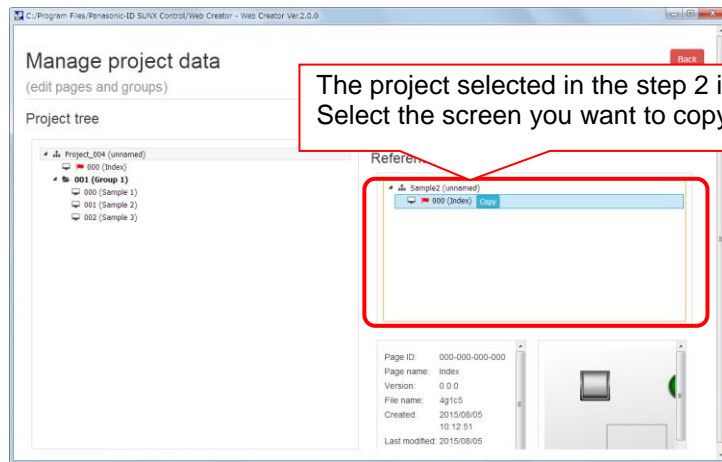 C:/Program Files/Panasonic-ID SUNX Control/Web Creator - Web Creator Ver.2.0.0
Manage project data
Back
(edit pages and groups)
The project selected in the step 2 i
Select the screen you want to copy
Project tree
Project_004 (unnamed)
000 (Index)
001 (Group 1)
000 (Sample 1)
001 (Sample 2)
002 (Sample 3)
Referen
Sample2 (unnamed)
000 (Index) Copy
Page ID: 000-000-000-000
Page name: Index
Version: 0.0.0
File name: 4g1c5
Created: 2015/08/05
10:12:51
Last modified: 2015/08/05